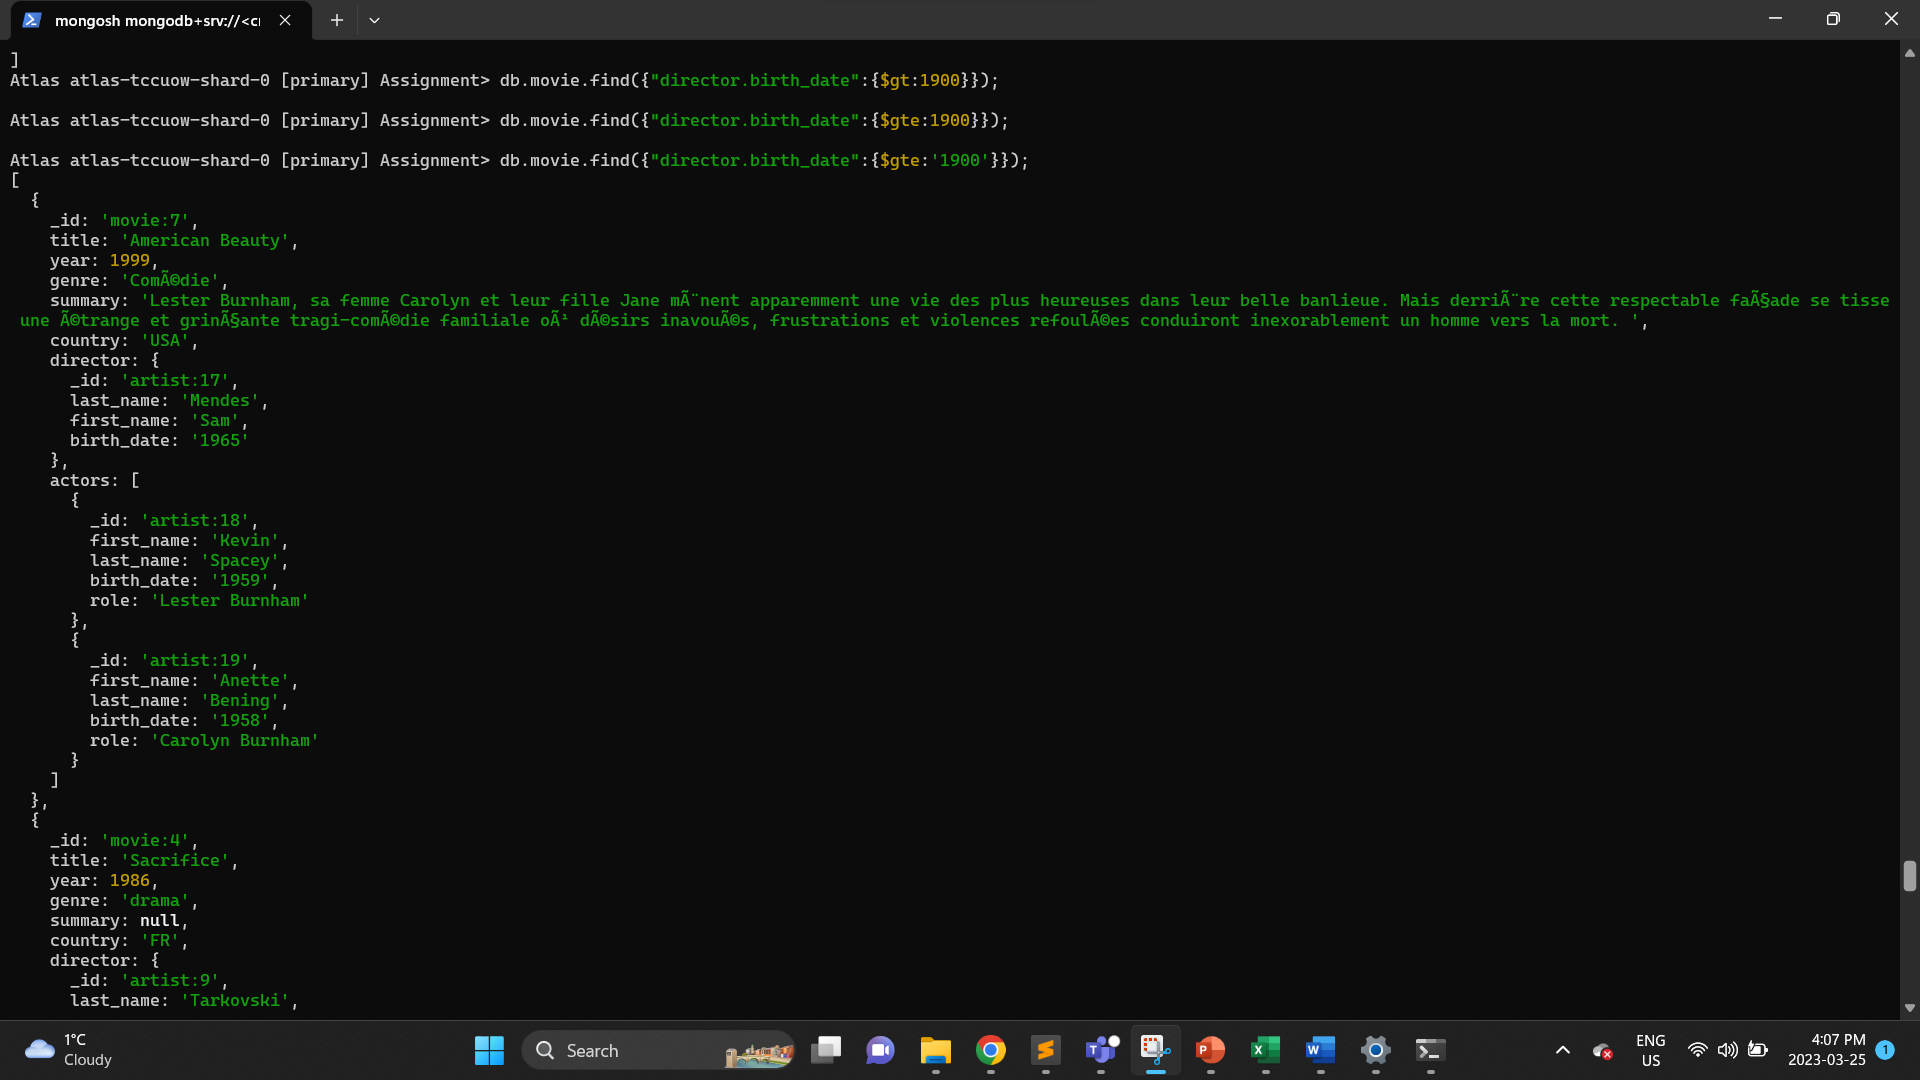 mongosh mongodb+srv://<cr
]
Atlas atlas-tccuow-shard-0 [primary] Assignment> db.movie.find({"director.birth_date":{$gt:1900}});
Atlas atlas-tccuow-shard-0 [primary] Assignment> db.movie.find({"director.birth_date":{$gte:1900}});
Atlas atlas-tccuow-shard-0 [primary] Assignment> db.movie.find({"director.birth_date":{$gte:'1900'}});
[
{
_id: 'movie:7',
title: 'American Beauty',
year: 1999,
genre: 'ComÃ©die',
summary: 'Lester Burnham, sa femme Carolyn et leur fille Jane mÃ¨nent apparemment une vie des plus heureuses dans leur belle banlieue. Mais derriÃ¨re cette respectable faÃ§ade se tisse
une Ã©trange et grinÃ§ante tragi-comÃ©die familiale oÃ¹ dÃ©sirs inavouÃ©s, frustrations et violences refoulÃ©es conduiront inexorablement un homme vers la mort. ',
country: 'USA',
director: {
_id: 'artist:17',
last_name: 'Mendes',
first_name: 'Sam',
birth_date: '1965'
},
actors: [
{
_id: 'artist:18',
first_name: 'Kevin',
last_name: 'Spacey',
birth_date: '1959',
role: 'Lester Burnham'
},
{
_id: 'artist:19',
first_name: 'Anette',
last_name: 'Bening',
birth_date: '1958',
role: 'Carolyn Burnham'
}
]
},
{
_id: 'movie:4',
title: 'Sacrifice',
year: 1986,
genre: 'drama',
summary: null,
country: 'FR',
director: {
_id: 'artist:9',
last_name: 'Tarkovski',
1°C
Cloudy
Search
ENG
US
4:07 PM
2023-03-25
1